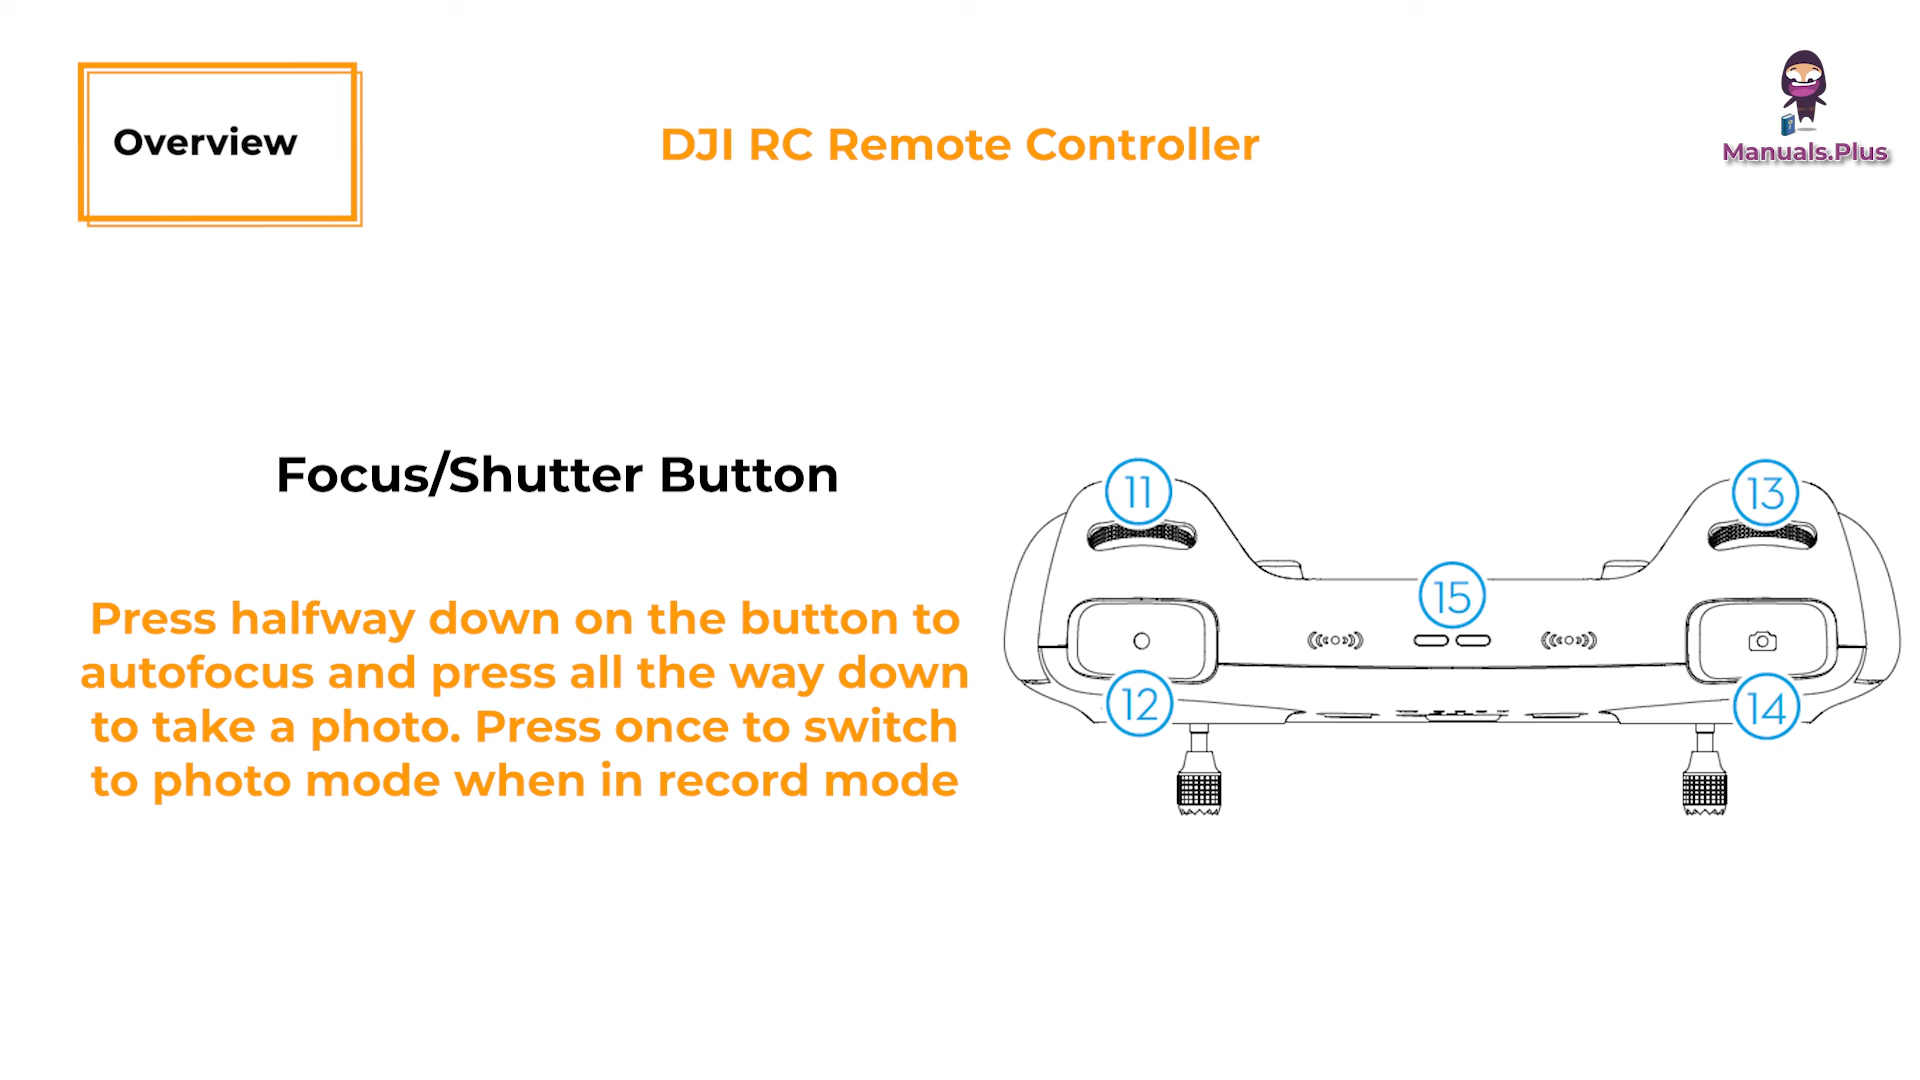 Overview
DJI RC Remote Controller
Manuals.Plus
Focus/Shutter Button
Press halfway down on the button to
autofocus and press all the way down
to take a photo. Press once to switch
to photo mode when in record mode
11
13
15
12
14